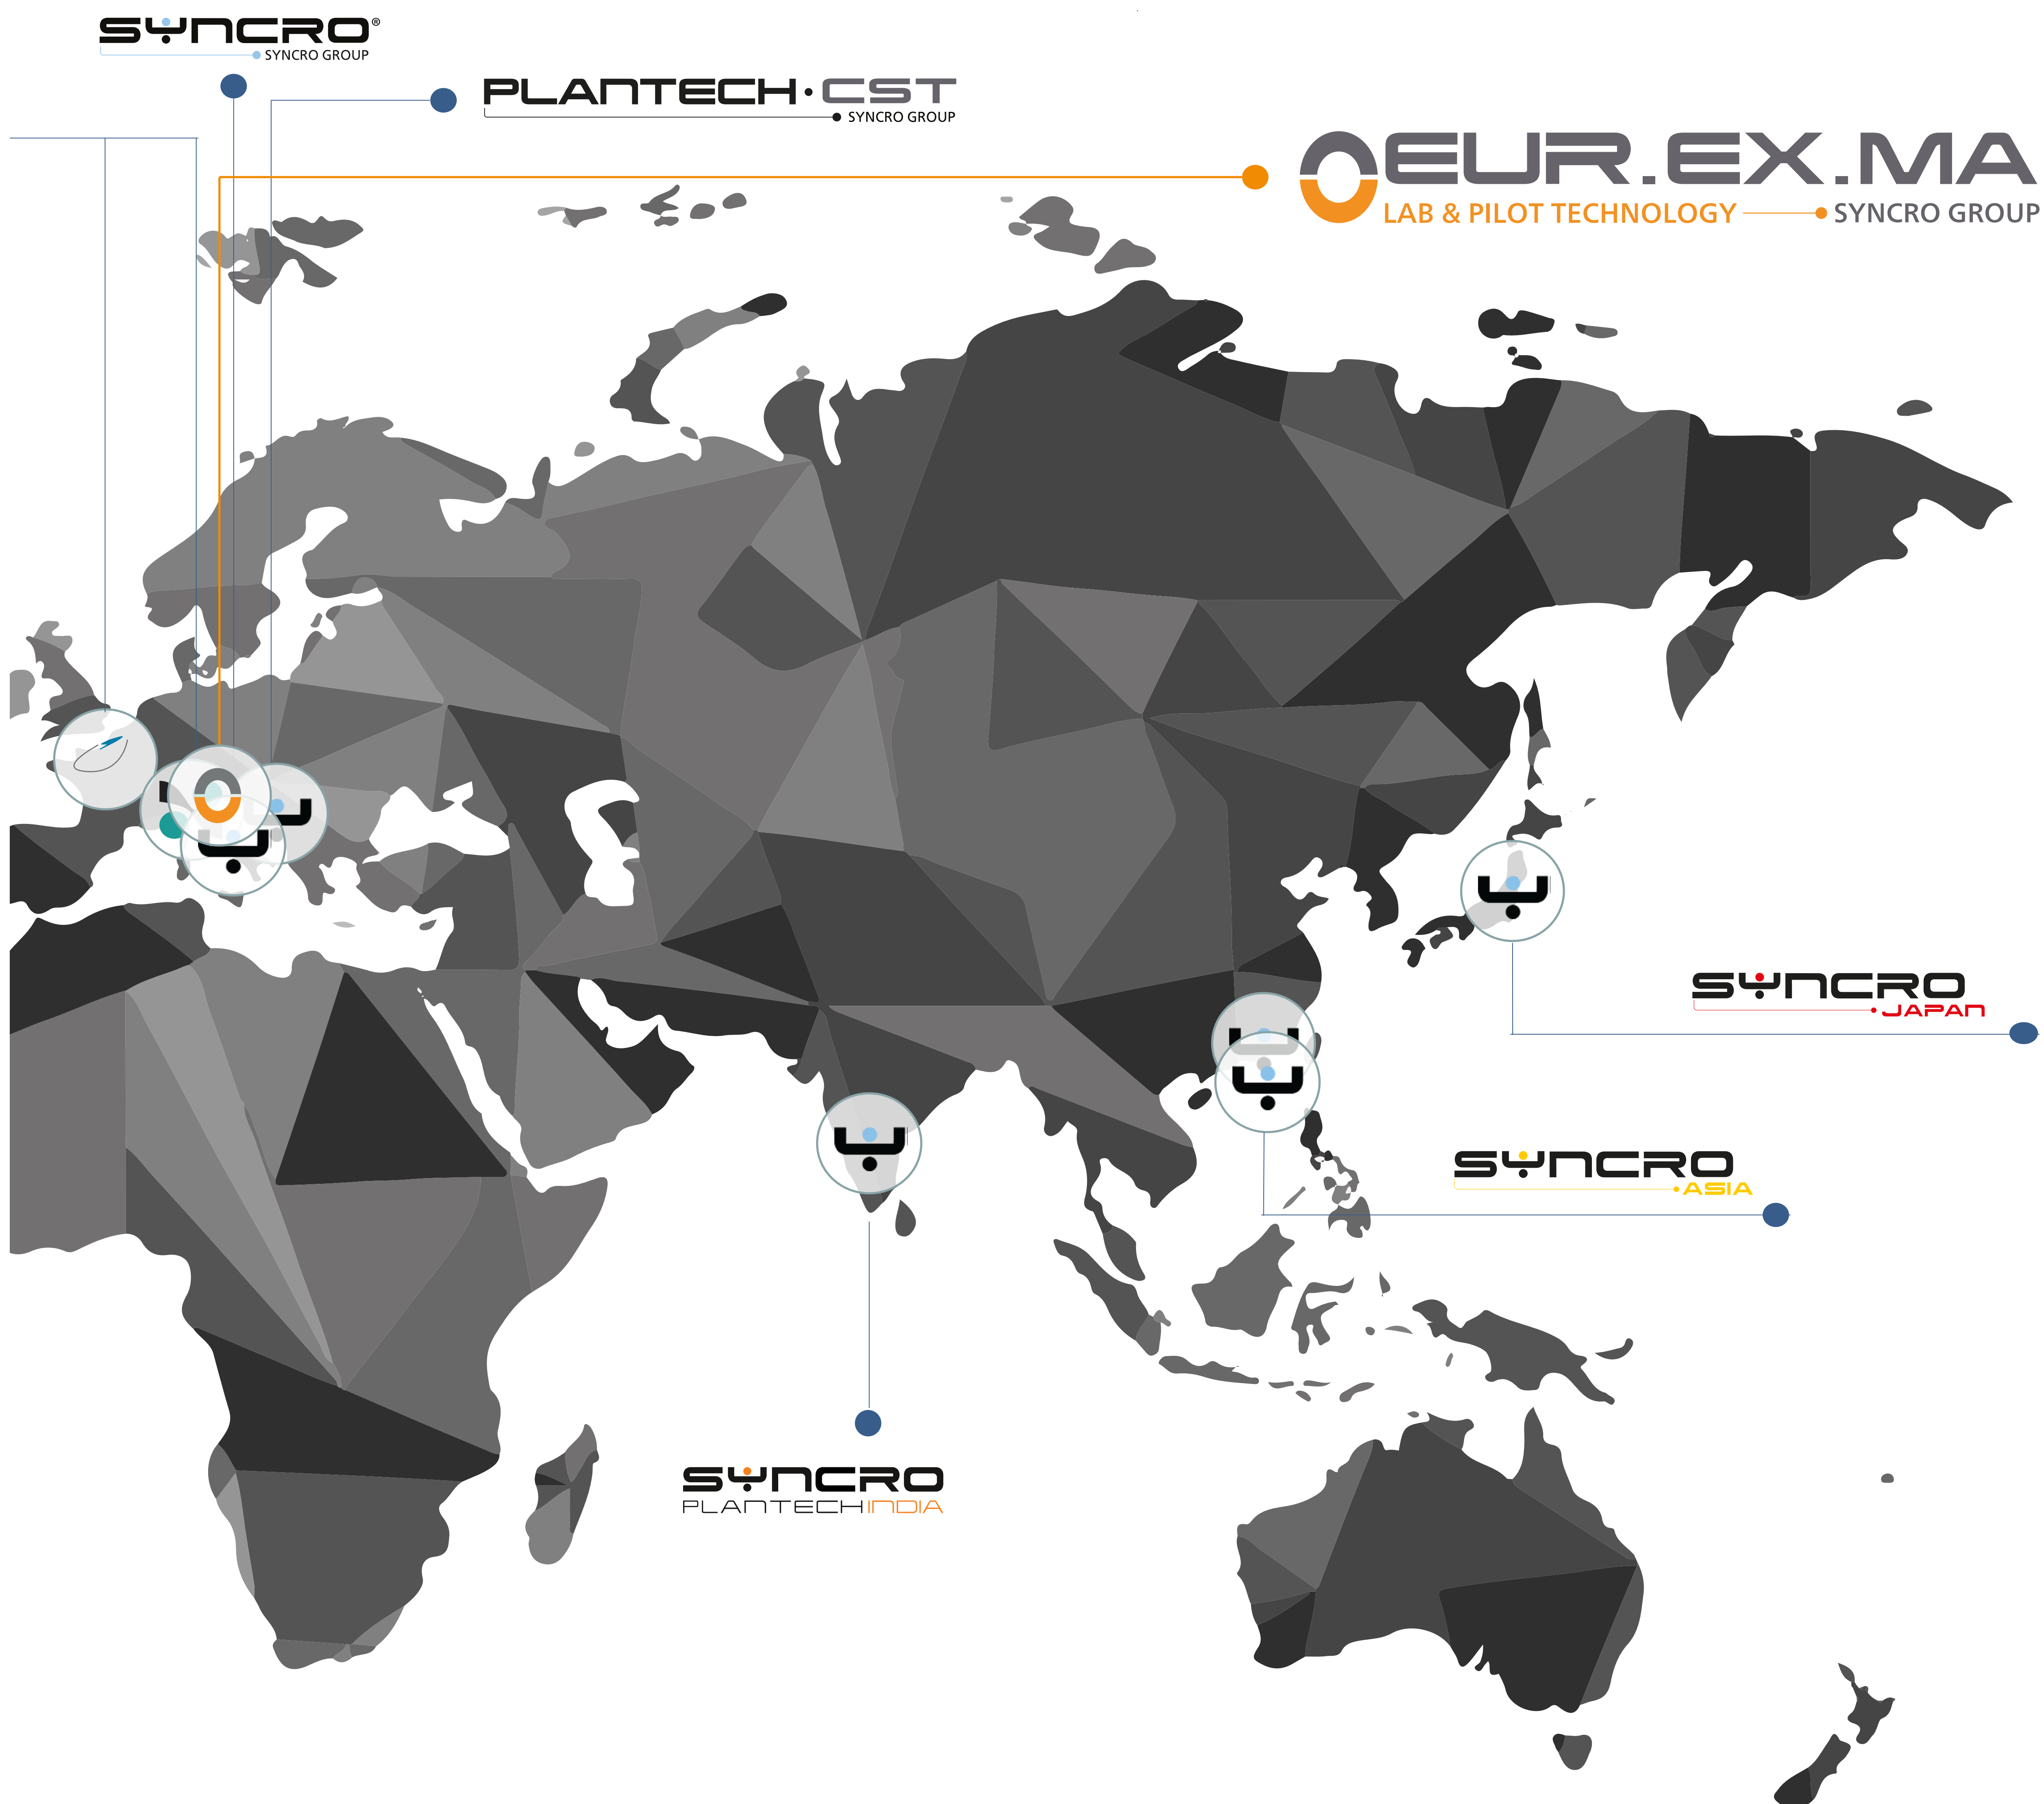 SYNCRO®
SYNCRO GROUP
PLANTECH · CST
SYNCRO GROUP
EUR.EX.MA
LAB & PILOT TECHNOLOGY SYNCRO GROUP
SYNCRO
JAPAN
SYNCRO
ASIA
SYNCRO
PLANTECHINDIA